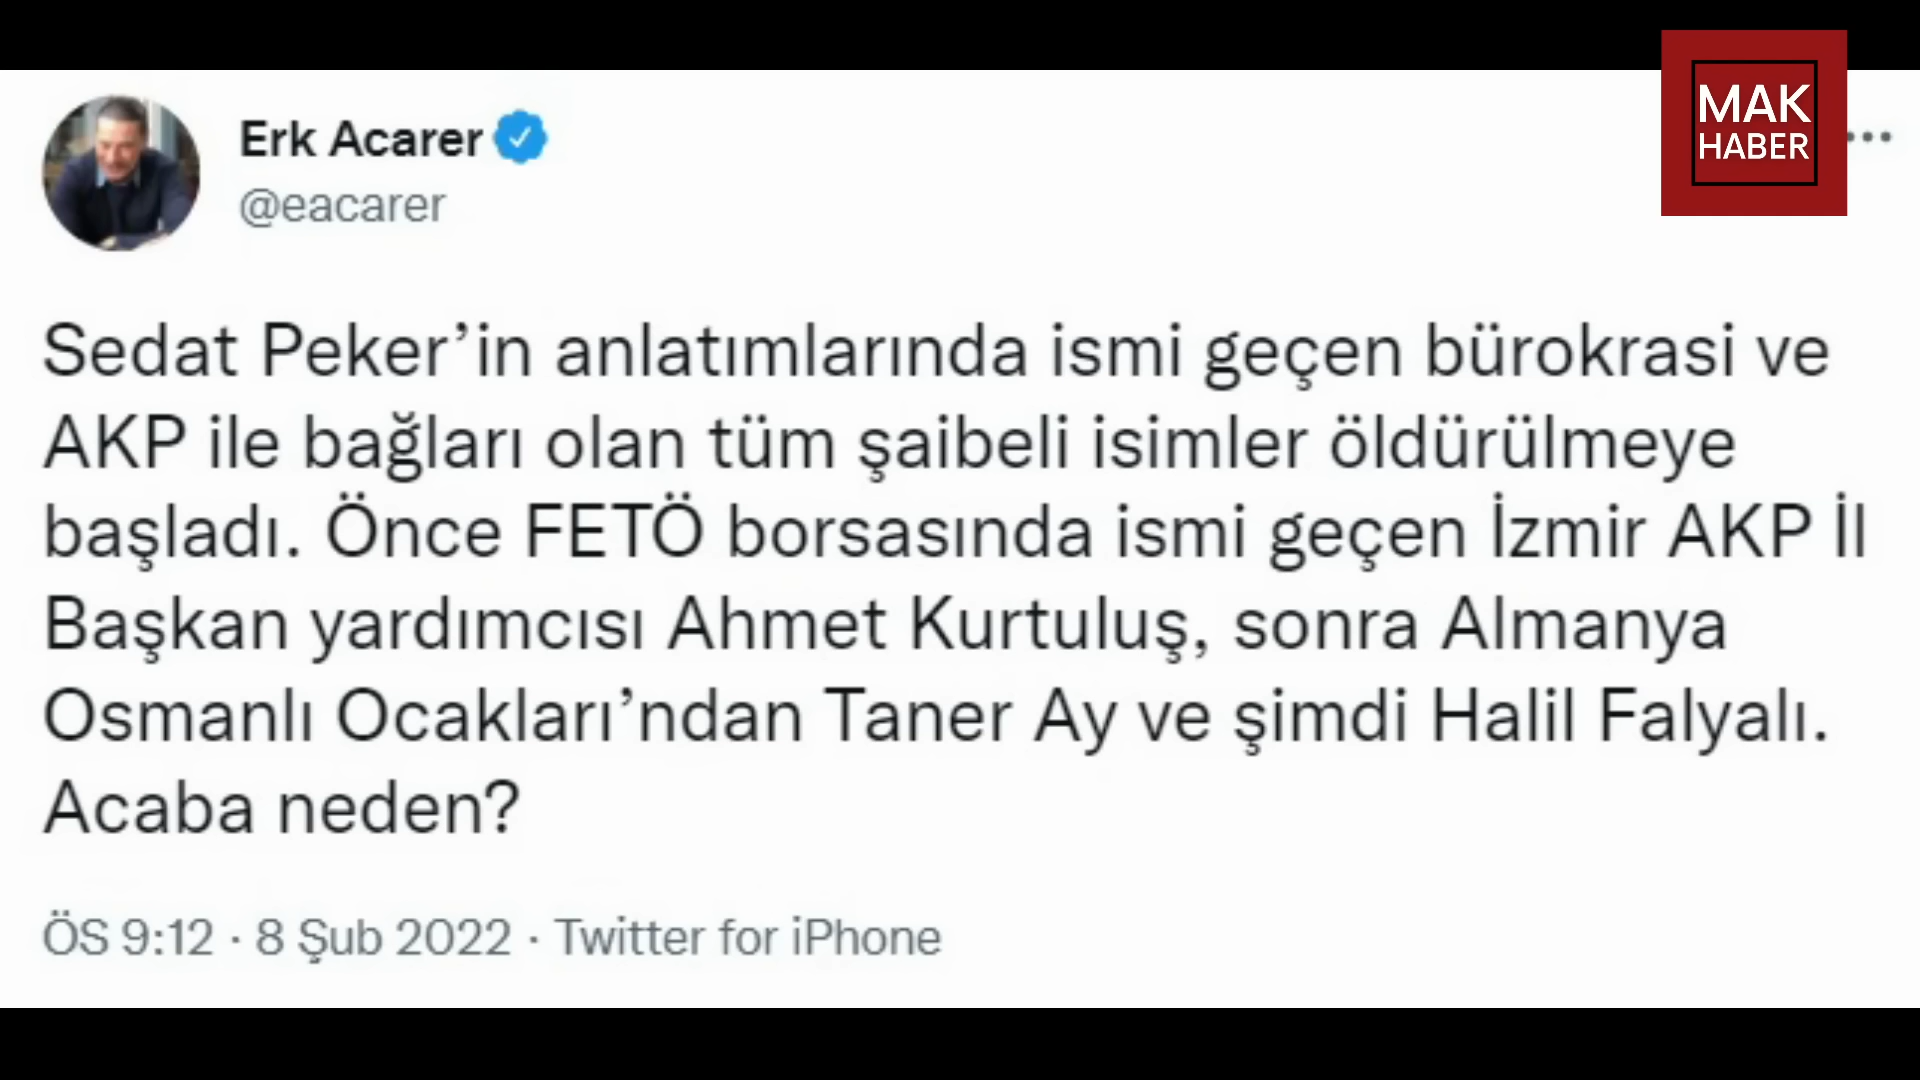 MAK
HABER
Erk Acarer
@eacarer
Sedat Peker’in anlatımlarında ismi geçen bürokrasi ve
AKP ile bağları olan tüm şaibeli isimler öldürülmeye
başladı. Önce FETÖ borsasında ismi geçen İzmir AKP İl
Başkan yardımcısı Ahmet Kurtuluş, sonra Almanya
Osmanlı Ocakları’ndan Taner Ay ve şimdi Halil Falyalı.
Acaba neden?
ÖS 9:12 · 8 Şub 2022 · Twitter for iPhone